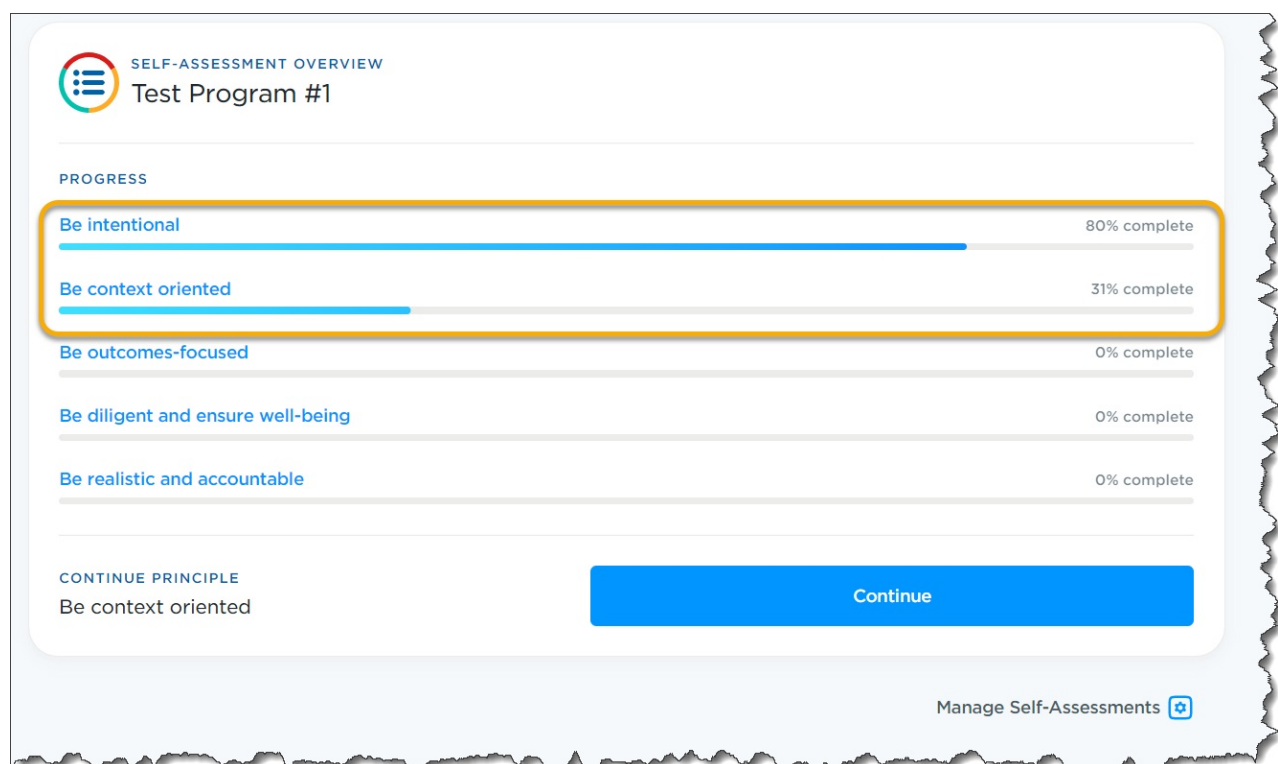 SELF-ASSESSMENT OVERVIEW
Test Program #1
PROGRESS
Be intentional
80% complete
Be context oriented
31% complete
Be outcomes-focused
0% complete
Be diligent and ensure well-being
0% complete
Be realistic and accountable
0% complete
CONTINUE PRINCIPLE
Be context oriented
Continue
Manage Self-Assessments